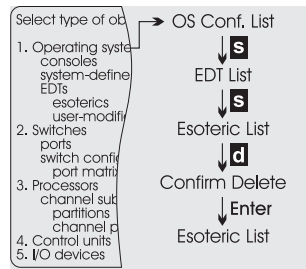 Select type of ob
1. Operating syste
consoles
system-define
EDTs
esoterics
user-modifi
2. Switches
ports
switch config
port matri
3. Processors
channel sub
partitions
channel p
4. Control units
5. I/O devices
OS Conf. List
s
EDT List
s
Esoteric List
d
Confirm Delete
Enter
Esoteric List